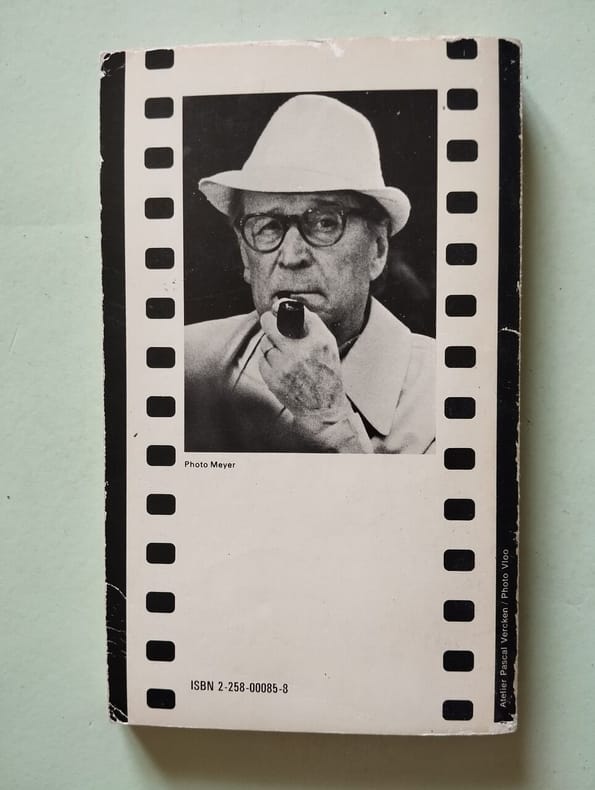 Photo Meyer
ISBN 2-258-00085-8
Atelier Pascal Vercken / Photo Vloo